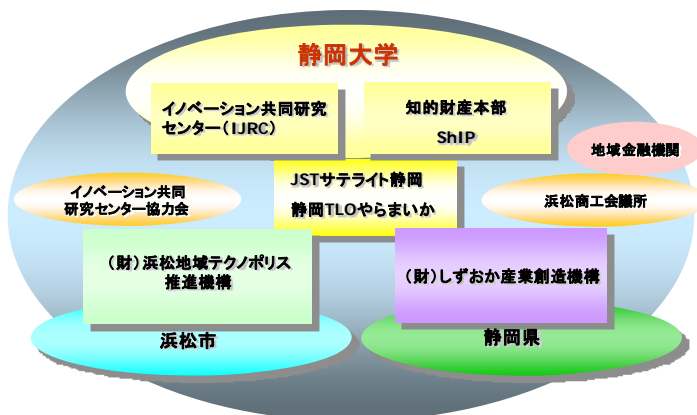 静岡大学
イノベーション共同研究
センター（IJRC）
知的財産本部
ShIP
地域金融機関
JSTサテライト静岡
静岡TLOやらまいか
イノベーション共同
研究センター協力会
浜松商工会議所
（財）浜松地域テクノポリス
推進機構
（財）しずおか産業創造機構
浜松市
静岡県